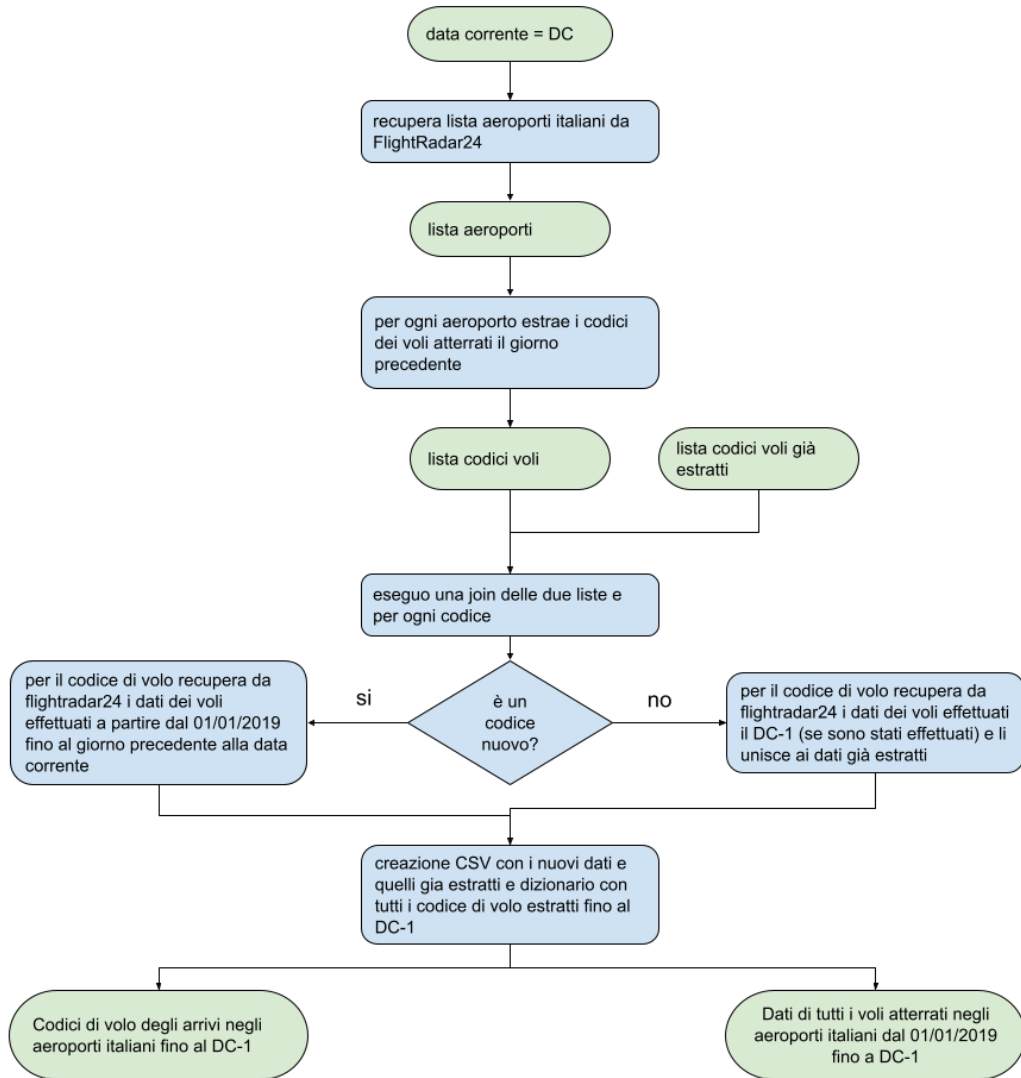 data corrente = DC
recupera lista aeroporti italiani da
FlightRadar24
lista aeroporti
per ogni aeroporto estrae i codici
dei voli atterrati il giorno
precedente
lista codici voli
lista codici voli già
estratti
eseguo una join delle due liste e
per ogni codice
per il codice di volo recupera da
flightradar24 i dati dei voli
effettuati a partire dal 01/01/2019
fino al giorno precedente alla data
corrente
si
è un
codice
nuovo?
no
per il codice di volo recupera da
flightradar24 i dati dei voli effettuati
il DC-1 (se sono stati effettuati) e li
unisce ai dati già estratti
creazione CSV con i nuovi dati e
quelli gia estratti e dizionario con
tutti i codice di volo estratti fino al
DC-1
Codici di volo degli arrivi negli
aeroporti italiani fino al DC-1
Dati di tutti i voli atterrati negli
aeroporti italiani dal 01/01/2019
fino a DC-1